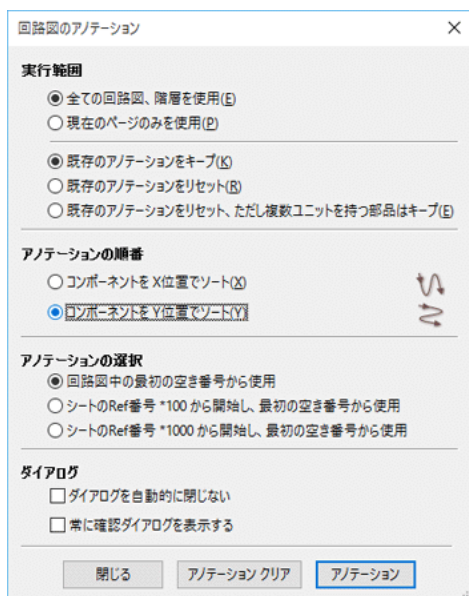 回路図のアノテーション
実行範囲
全ての回路図、階層を使用(E)
現在のページのみを使用(P)
既存のアノテーションをキープ(K)
既存のアノテーションをリセット(R)
既存のアノテーションをリセット、ただし複数ユニットを持つ部品はキープ(E)
アノテーションの順番
コンポーネントを X位置でソート(X)
コンポーネントを Y位置でソート(Y)
アノテーションの選択
回路図中の最初の空き番号から使用
シートのRef番号 *100 から開始し、最初の空き番号から使用
シートのRef番号 *1000 から開始し、最初の空き番号から使用
ダイアログ
ダイアログを自動的に閉じない
常に確認ダイアログを表示する
閉じる
アノテーション クリア
アノテーション